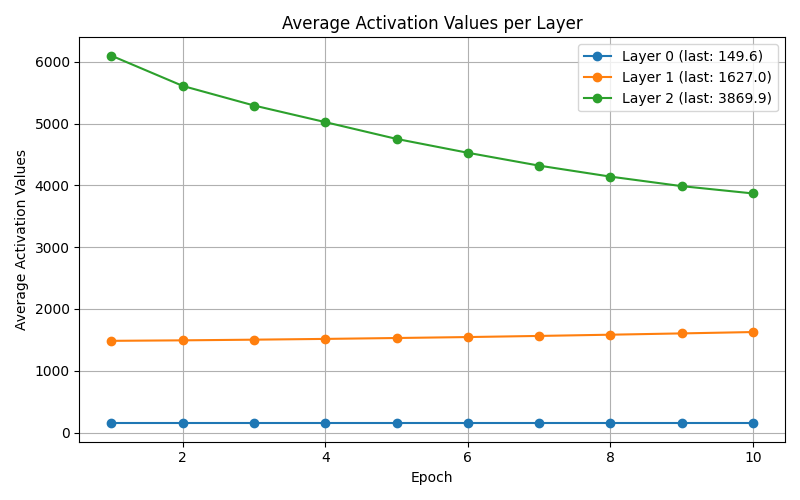 Average Activation Values per Layer
Average Activation Values
6000
5000
4000
3000
2000
1000
0
Layer 0 (last: 149.6)
Layer 1 (last: 1627.0)
Layer 2 (last: 3869.9)
2
4
6
8
10
Epoch